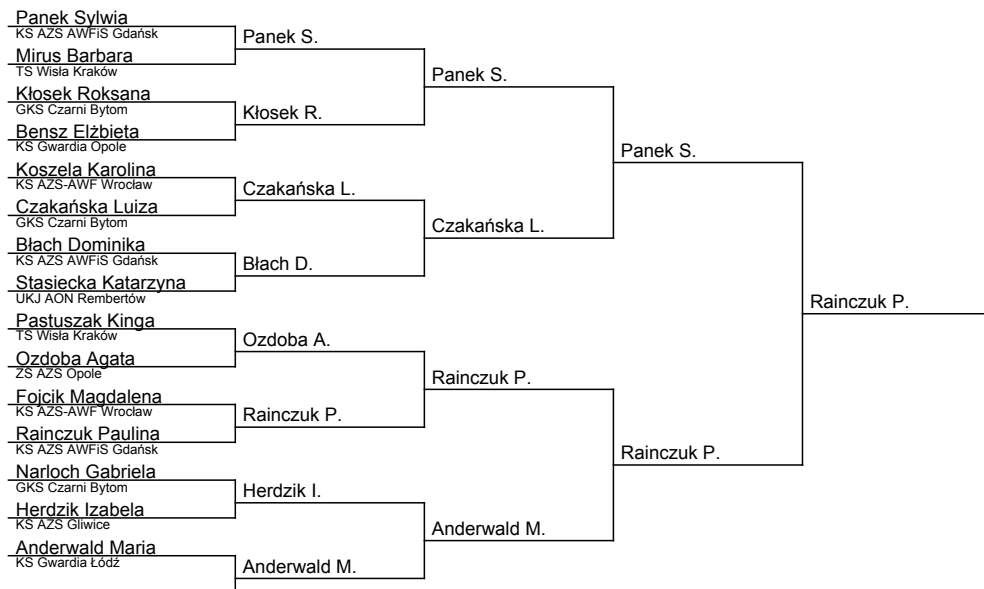 Panek Sylwia
KS AZS AWFiS Gdańsk
Panek S.
Mirus Barbara
TS Wisła Kraków
Panek S.
Kłosek Roksana
GKS Czarni Bytom
Kłosek R.
Bensz Elżbieta
KS Gwardia Opole
Panek S.
Koszela Karolina
KS AZS-AWF Wrocław
Czakańska L.
Czakańska Luiza
GKS Czarni Bytom
Czakańska L.
Błach Dominika
KS AZS AWFiS Gdańsk
Błach D.
Stasiecka Katarzyna
UKJ AON Rembertów
Rainczuk P.
Pastuszak Kinga
TS Wisła Kraków
Ozdoba A.
Ozdoba Agata
ZS AZS Opole
Rainczuk P.
Fojcik Magdalena
KS AZS-AWF Wrocław
Rainczuk P.
Rainczuk Paulina
KS AZS AWFiS Gdańsk
Rainczuk P.
Narloch Gabriela
GKS Czarni Bytom
Herdzik I.
Herdzik Izabela
KS AZS Gliwice
Anderwald M.
Anderwald Maria
KS Gwardia Łódź
Anderwald M.